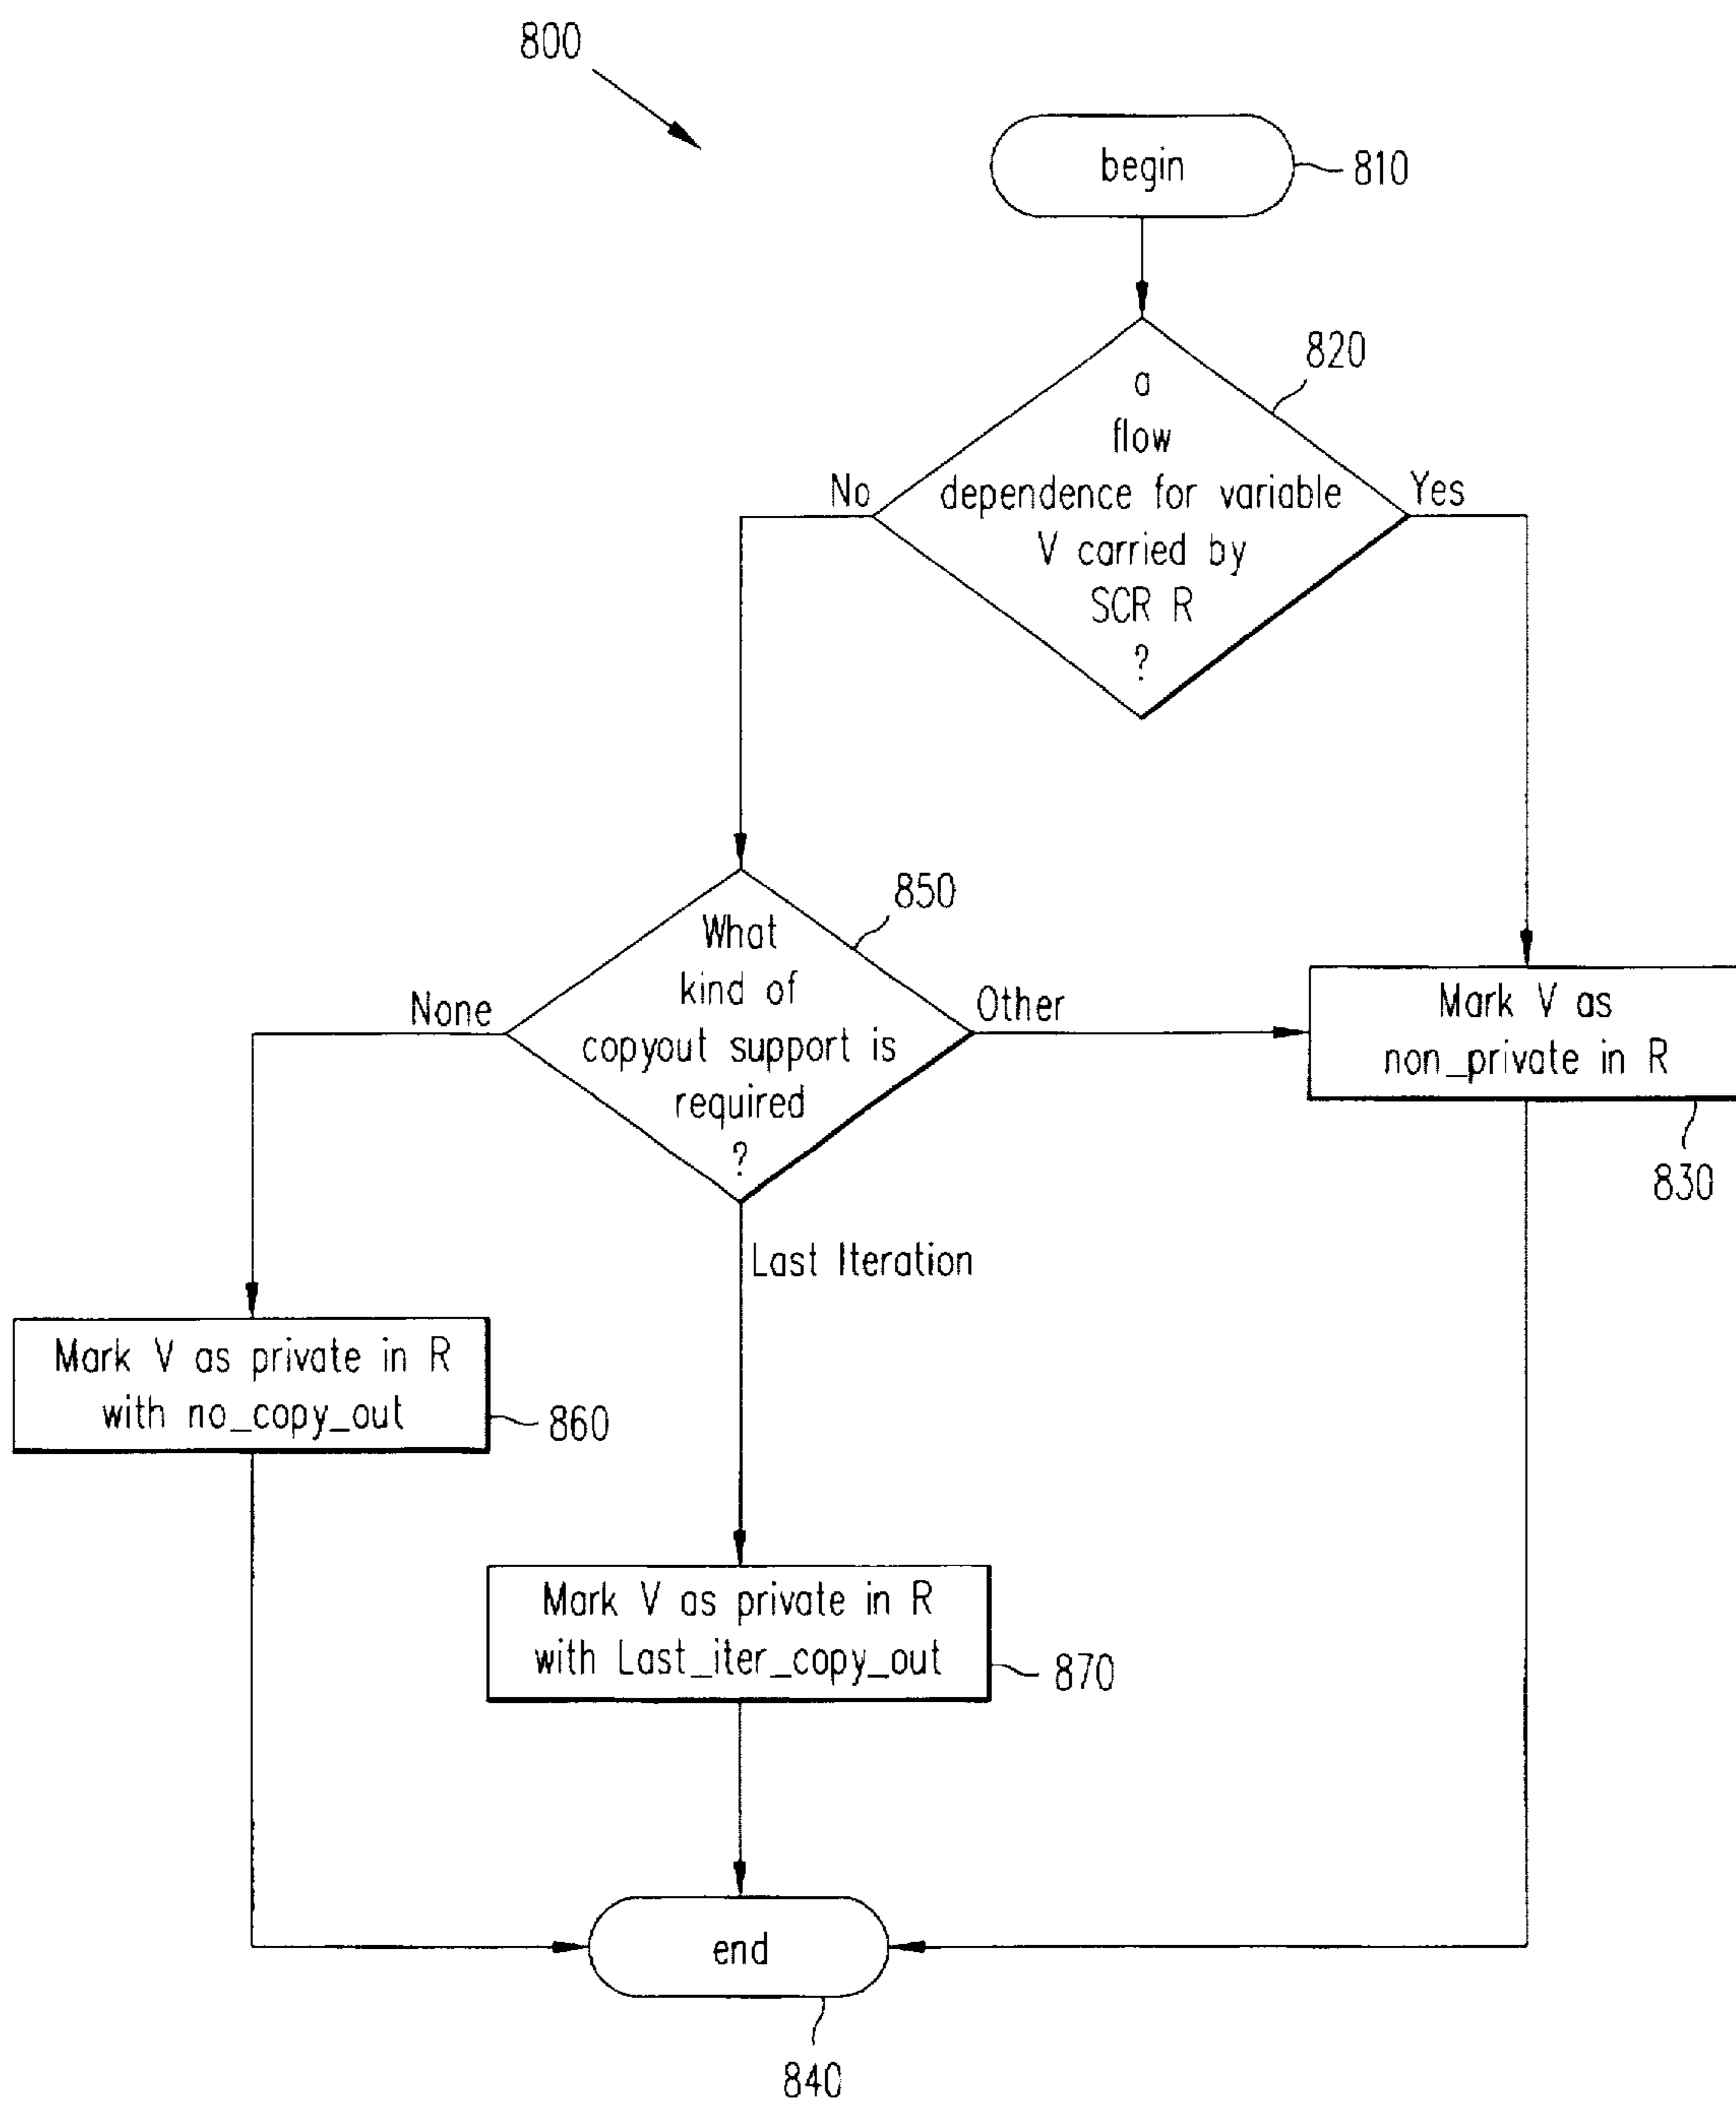 800
begin
810
820
a
flow
dependence for variable
V carried by
SCR R
?
No
Yes
850
What
kind of
copyout support is
required
?
None
Other
Last Iteration
Mark V as
non_private in R
830
Mark V as private in R
with no_copy_out
860
Mark V as private in R
with Last_iter_copy_out
870
end
840